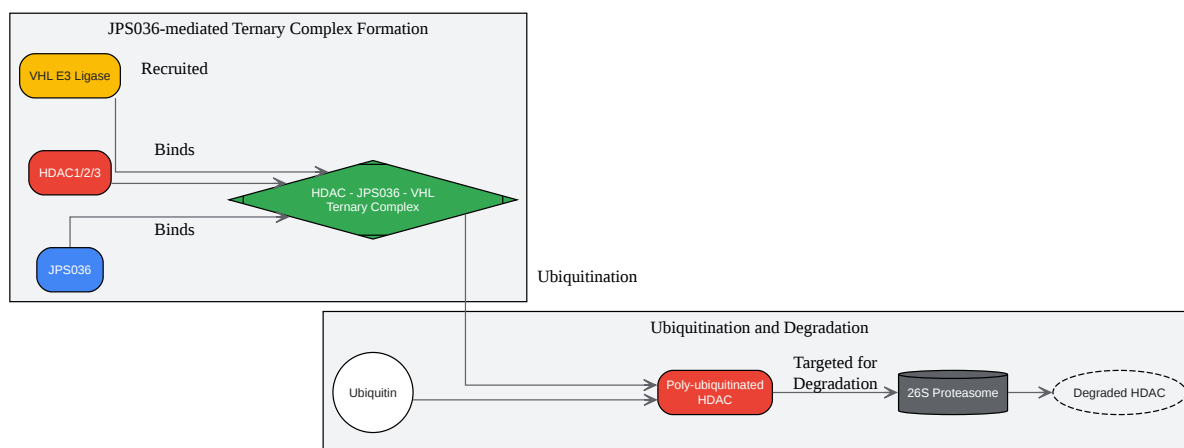 JPS036-mediated Ternary Complex Formation
VHL E3 Ligase
Recruited
Binds
HDAC1/2/3
HDAC - JPS036 - VHL
Ternary Complex
Binds
JPS036
Ubiquitination
Ubiquitination and Degradation
Ubiquitin
Poly-ubiquitinated
HDAC
Targeted for
Degradation
26S Proteasome
Degraded HDAC